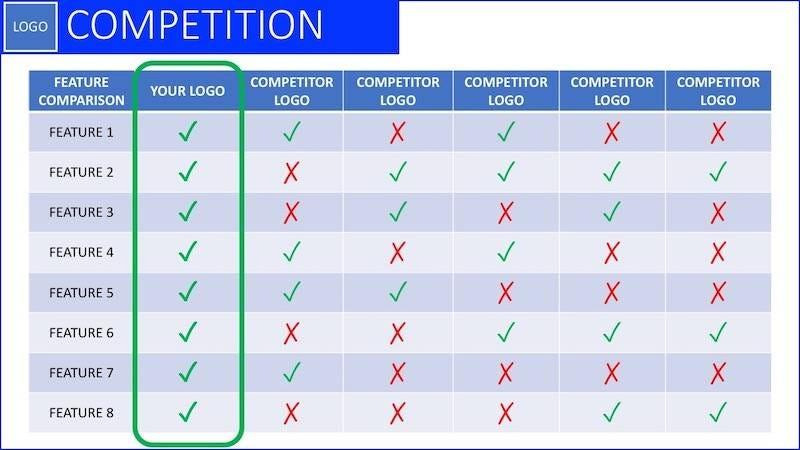 LOGO
COMPETITION
FEATURE COMPARISON YOUR LOGO COMPETITOR LOGO COMPETITOR LOGO COMPETITOR LOGO COMPETITOR LOGO COMPETITOR LOGO
FEATURE 1 ✓ ✓ ✗ ✓ ✗ ✗
FEATURE 2 ✓ ✗ ✓ ✓ ✓ ✓
FEATURE 3 ✓ ✗ ✓ ✗ ✓ ✗
FEATURE 4 ✓ ✓ ✗ ✓ ✗ ✗
FEATURE 5 ✓ ✓ ✓ ✗ ✗ ✗
FEATURE 6 ✓ ✗ ✗ ✓ ✓ ✓
FEATURE 7 ✓ ✓ ✗ ✗ ✗ ✗
FEATURE 8 ✓ ✗ ✗ ✗ ✓ ✓